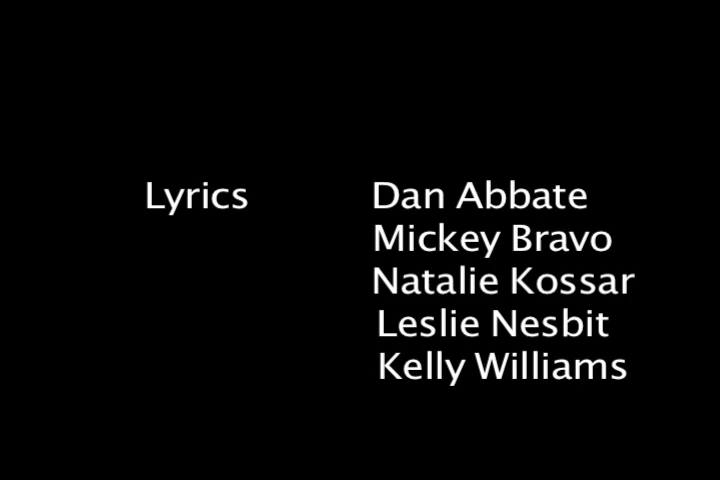 Lyrics Dan Abbate
Mickey Bravo
Natalie Kossar
Leslie Nesbit
Kelly Williams